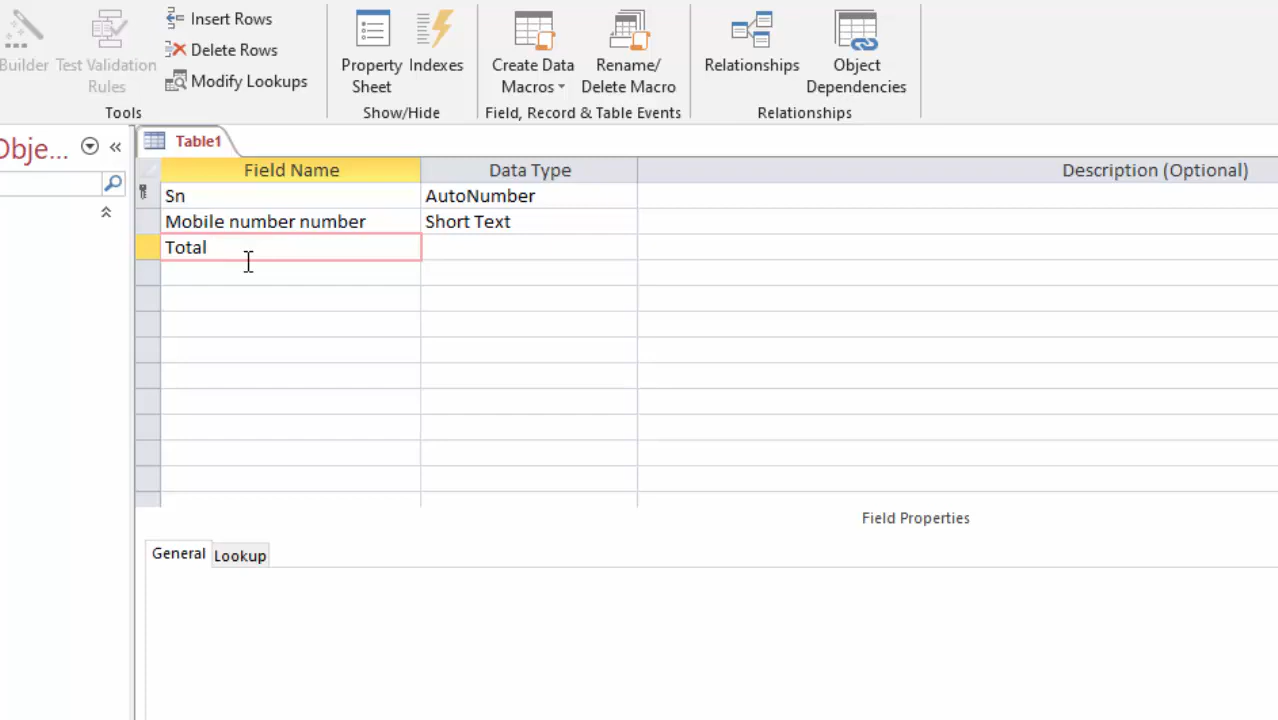 Insert Rows
Delete Rows
Modify Lookups
Builder
Test Validation
Rules
Tools
Property
Sheet
Indexes
Show/Hide
Create Data
Macros
Rename/
Delete Macro
Field, Record & Table Events
Relationships
Object
Dependencies
Relationships
Obje...
Table1
Field Name
Data Type
Description (Optional)
Sn
AutoNumber
Mobile number number
Short Text
Total
Field Properties
General
Lookup